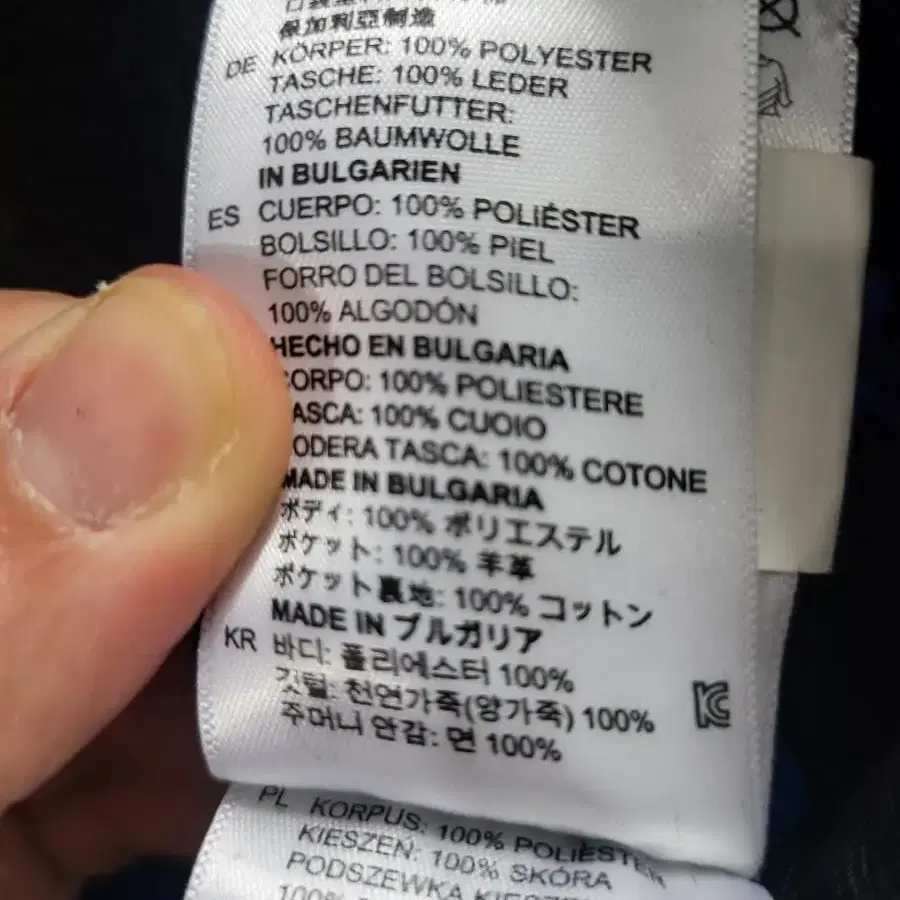 保加利亞制造
DE KÖRPER: 100% POLYESTER
TASCHE: 100% LEDER
TASCHENFUTTER:
100% BAUMWOLLE
IN BULGARIEN
ES CUERPO: 100% POLIÉSTER
BOLSILLO: 100% PIEL
FORRO DEL BOLSILLO:
100% ALGODÓN
HECHO EN BULGARIA
CORPO: 100% POLIESTERE
TASCA: 100% CUOIO
FODERA TASCA: 100% COTONE
MADE IN BULGARIA
ボディ: 100% ポリエステル
ポケット: 100% 羊革
ポケット裏地: 100% コットン
MADE IN ブルガリア
KR 바디: 폴리에스터 100%
깃털: 천연가죽(양가죽) 100%
주머니 안감: 면 100%
PL KORPUS: 100% POLIESTER
KIESZEŃ: 100% SKÓRA
PODSZEWKA
100%